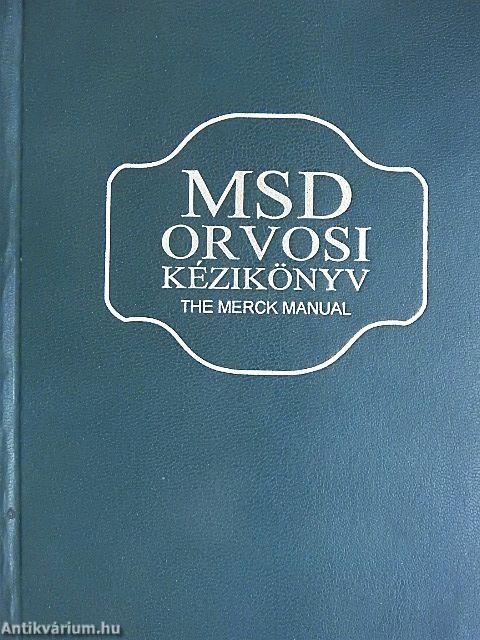 MSD
ORVOSI
KÉZIKÖNYV
THE MERCK MANUAL
Antikvárium.hu